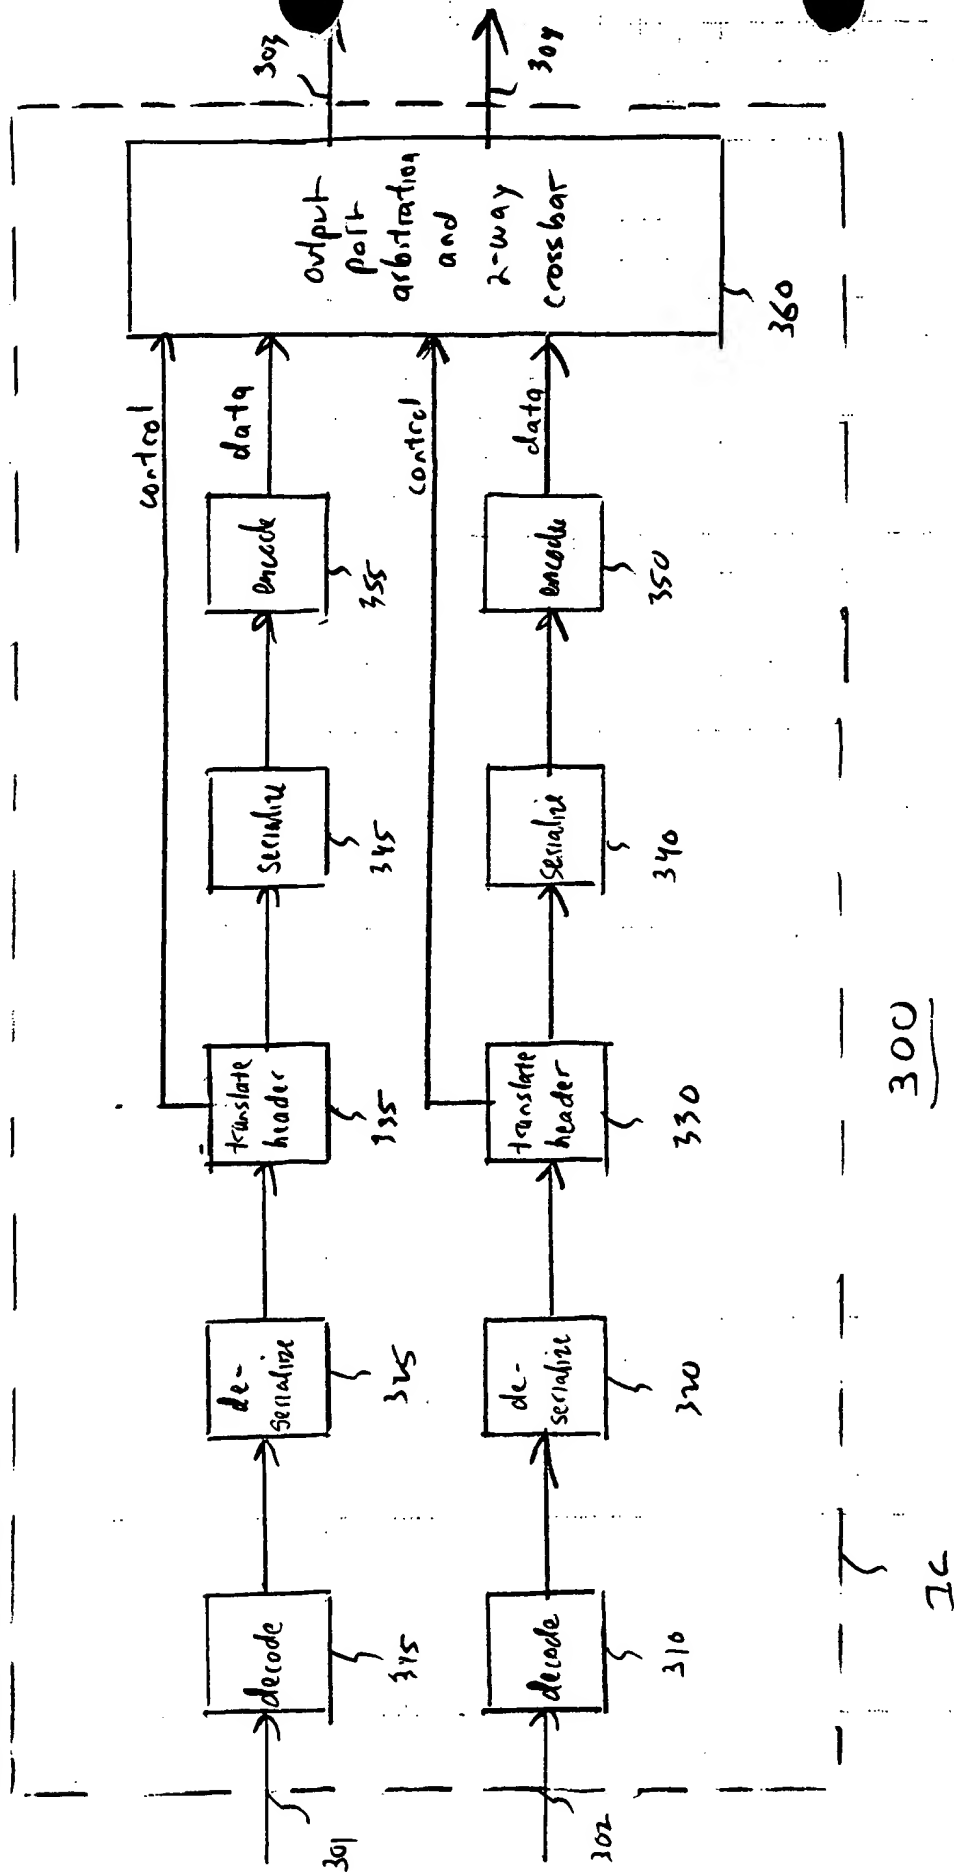 301
decode
315
de-
serialize
325
translate
header
335
serialize
345
encode
355
control
data
output
port
arbitration
and
2-way
crossbar
360
303
304
302
decode
310
de-
serialize
320
translate
header
330
serialize
340
encode
350
control
data
IC
300